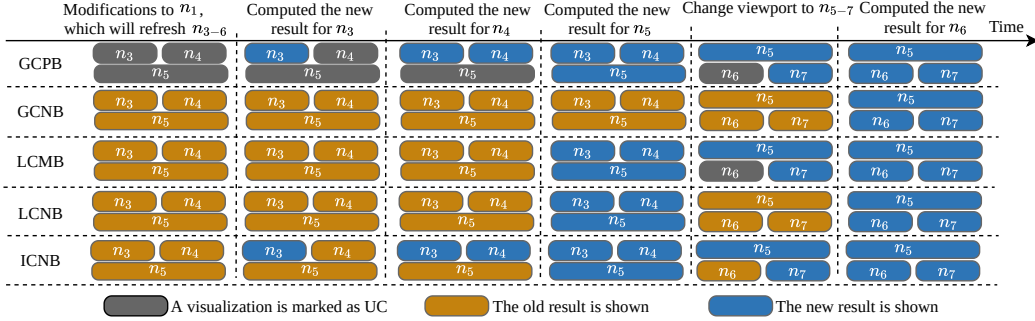 Modifications to n1, which will refresh n3−6
Computed the new result for n3
Computed the new result for n4
Computed the new result for n5
Change viewport to n5−7
Computed the new result for n6
Time
GCPB
n3 n4 n3 n4 n3 n4 n3 n4 n5 n5
n5 n5 n5 n5 n6 n7 n6 n7
GCNB
n3 n4 n3 n4 n3 n4 n3 n4 n5 n5
n5 n5 n5 n5 n6 n7 n6 n7
LCMB
n3 n4 n3 n4 n3 n4 n3 n4 n5 n5
n5 n5 n5 n5 n6 n7 n6 n7
LCNB
n3 n4 n3 n4 n3 n4 n3 n4 n5 n5
n5 n5 n5 n5 n6 n7 n6 n7
ICNB
n3 n4 n3 n4 n3 n4 n3 n4 n5 n5
n5 n5 n5 n5 n6 n7 n6 n7
A visualization is marked as UC
The old result is shown
The new result is shown